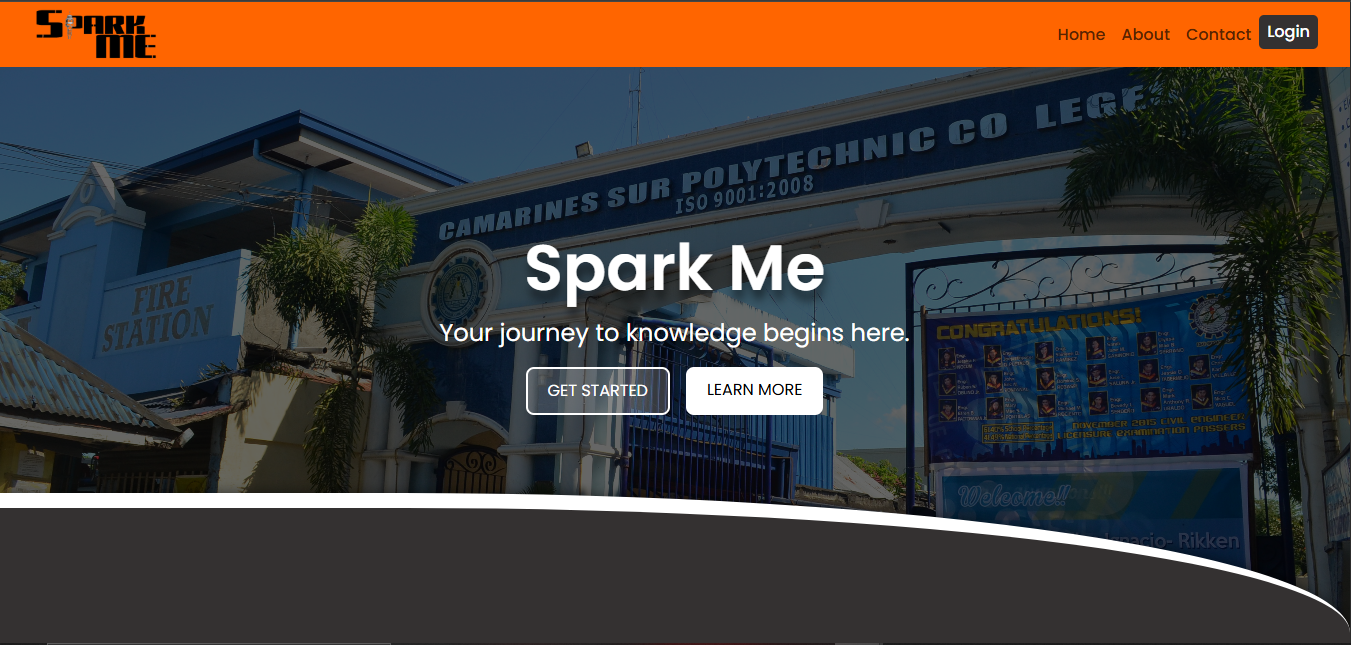 SPARK
ME
Home About Contact Login
CAMARINES SUR POLYTECHNIC CO LEGE
ISO 9001:2008
Spark Me
FIRE
STATION
Your journey to knowledge begins here.
CONGRATULATIONS!
GET STARTED LEARN MORE
NOVEMBER 2015 CIVIL ENGINEER
LICENSURE EXAMINATION PASSERS
Welcome!!
Ignacio- Rikken